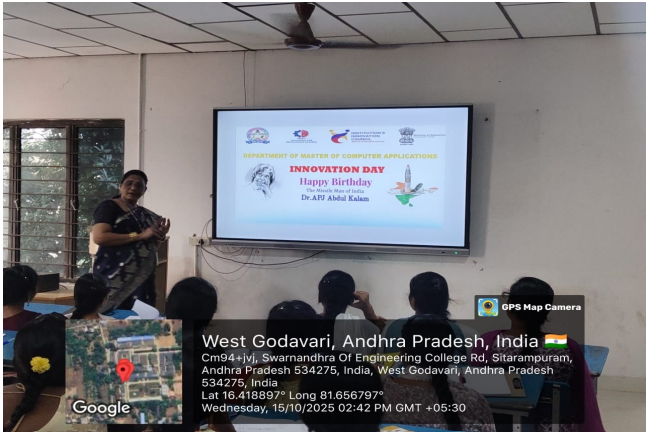 INSTITUTION'S
INNOVATION
COUNCIL
DEPARTMENT OF MASTER OF COMPUTER APPLICATIONS
INNOVATION DAY
Happy Birthday
The Missile Man of India
Dr.APJ Abdul Kalam
GPS Map Camera
West Godavari, Andhra Pradesh, India
Cm94+jvj, Swarnandhra Of Engineering College Rd, Sitarampuram,
Andhra Pradesh 534275, India, West Godavari, Andhra Pradesh
534275, India
Lat 16.418897° Long 81.656797°
Wednesday, 15/10/2025 02:42 PM GMT +05:30
Google